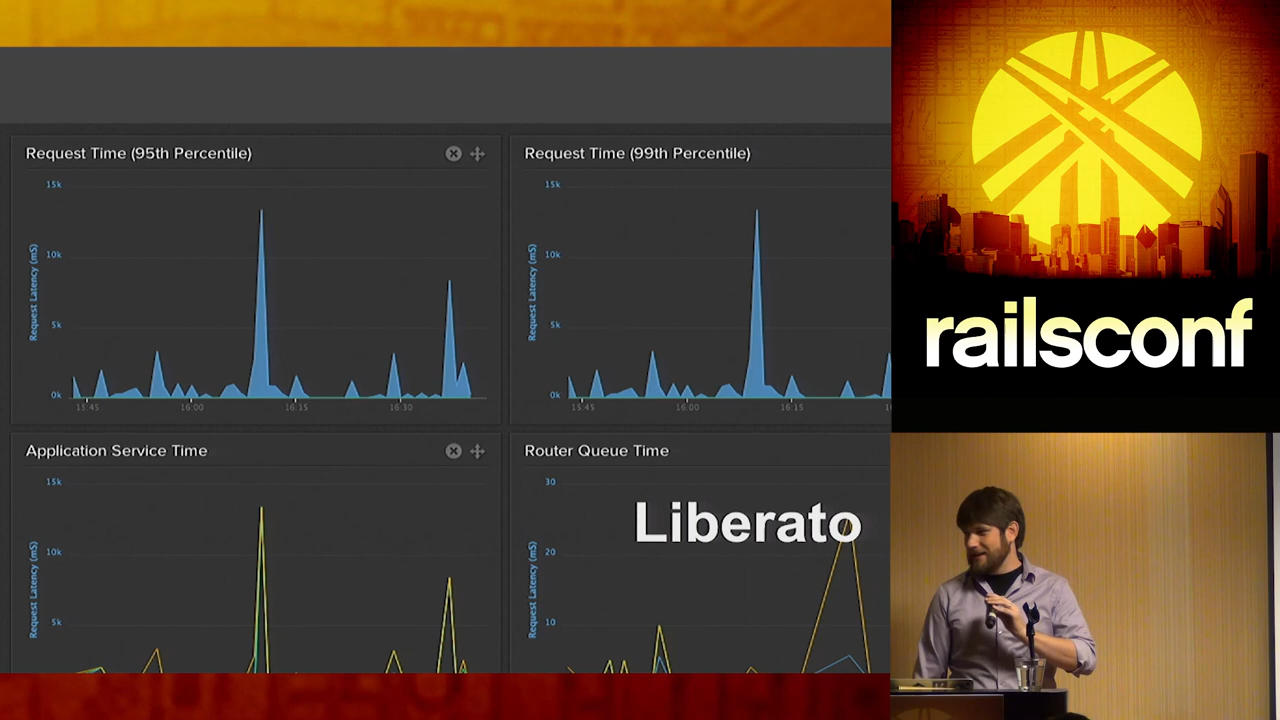 Request Time (95th Percentile)
15k
10k
5k
0k
Request Latency (mS)
15:45
16:00
16:15
16:30
Request Time (99th Percentile)
15k
10k
5k
0k
Request Latency (mS)
15:45
16:00
16:15
Application Service Time
15k
10k
5k
Request Latency (mS)
Router Queue Time
30
20
10
Request Latency (mS)
Liberato
railsconf